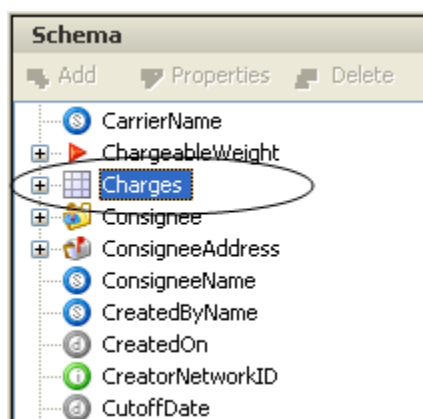 Schema
Add Properties Delete
CarrierName
ChargeableWeight
Charges
Consignee
ConsigneeAddress
ConsigneeName
CreatedByName
CreatedOn
CreatorNetworkID
CutoffDate